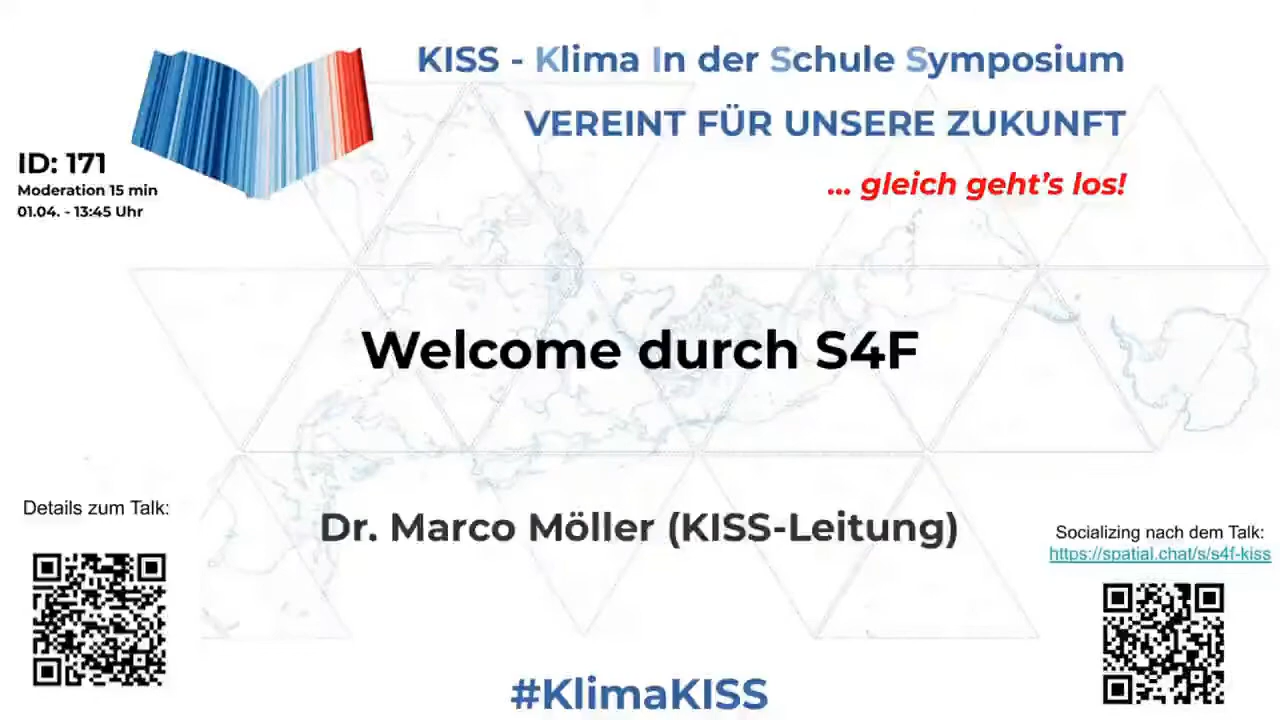 KISS - Klima In der Schule Symposium
VEREINT FÜR UNSERE ZUKUNFT
... gleich geht's los!
ID: 171
Moderation 15 min
01.04. - 13:45 Uhr
Welcome durch S4F
Dr. Marco Möller (KISS-Leitung)
Details zum Talk:
Socializing nach dem Talk:
https://spatial.chat/s/s4f-kiss
#KlimaKISS